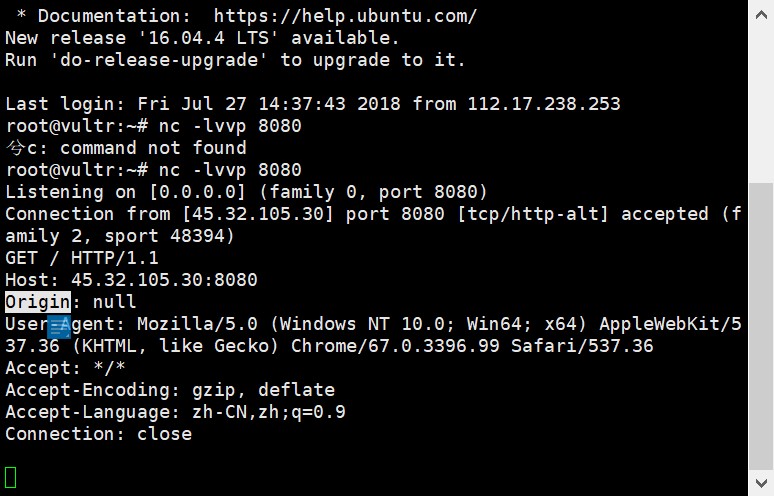 * Documentation:  https://help.ubuntu.com/
New release '16.04.4 LTS' available.
Run 'do-release-upgrade' to upgrade to it.
Last login: Fri Jul 27 14:37:43 2018 from 112.17.238.253
root@vultr:~# nc -lvvp 8080
兮c: command not found
root@vultr:~# nc -lvvp 8080
Listening on [0.0.0.0] (family 0, port 8080)
Connection from [45.32.105.30] port 8080 [tcp/http-alt] accepted (f
amily 2, sport 48394)
GET / HTTP/1.1
Host: 45.32.105.30:8080
Origin: null
User-Agent: Mozilla/5.0 (Windows NT 10.0; Win64; x64) AppleWebKit/5
37.36 (KHTML, like Gecko) Chrome/67.0.3396.99 Safari/537.36
Accept: */*
Accept-Encoding: gzip, deflate
Accept-Language: zh-CN,zh;q=0.9
Connection: close